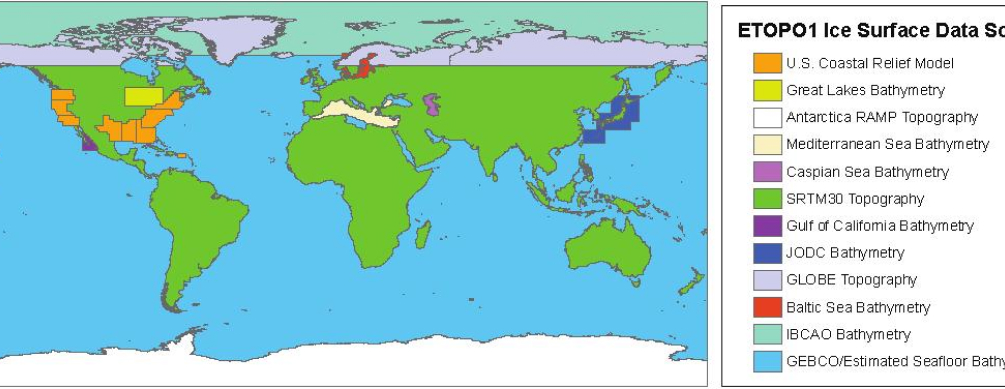 ETOPO1 Ice Surface Data So
U.S. Coastal Relief Model
Great Lakes Bathymetry
Antarctica RAMP Topography
Mediterranean Sea Bathymetry
Caspian Sea Bathymetry
SRTM30 Topography
Gulf of California Bathymetry
JODC Bathymetry
GLOBE Topography
Baltic Sea Bathymetry
IBCAO Bathymetry
GEBCO/Estimated Seafloor Bathy